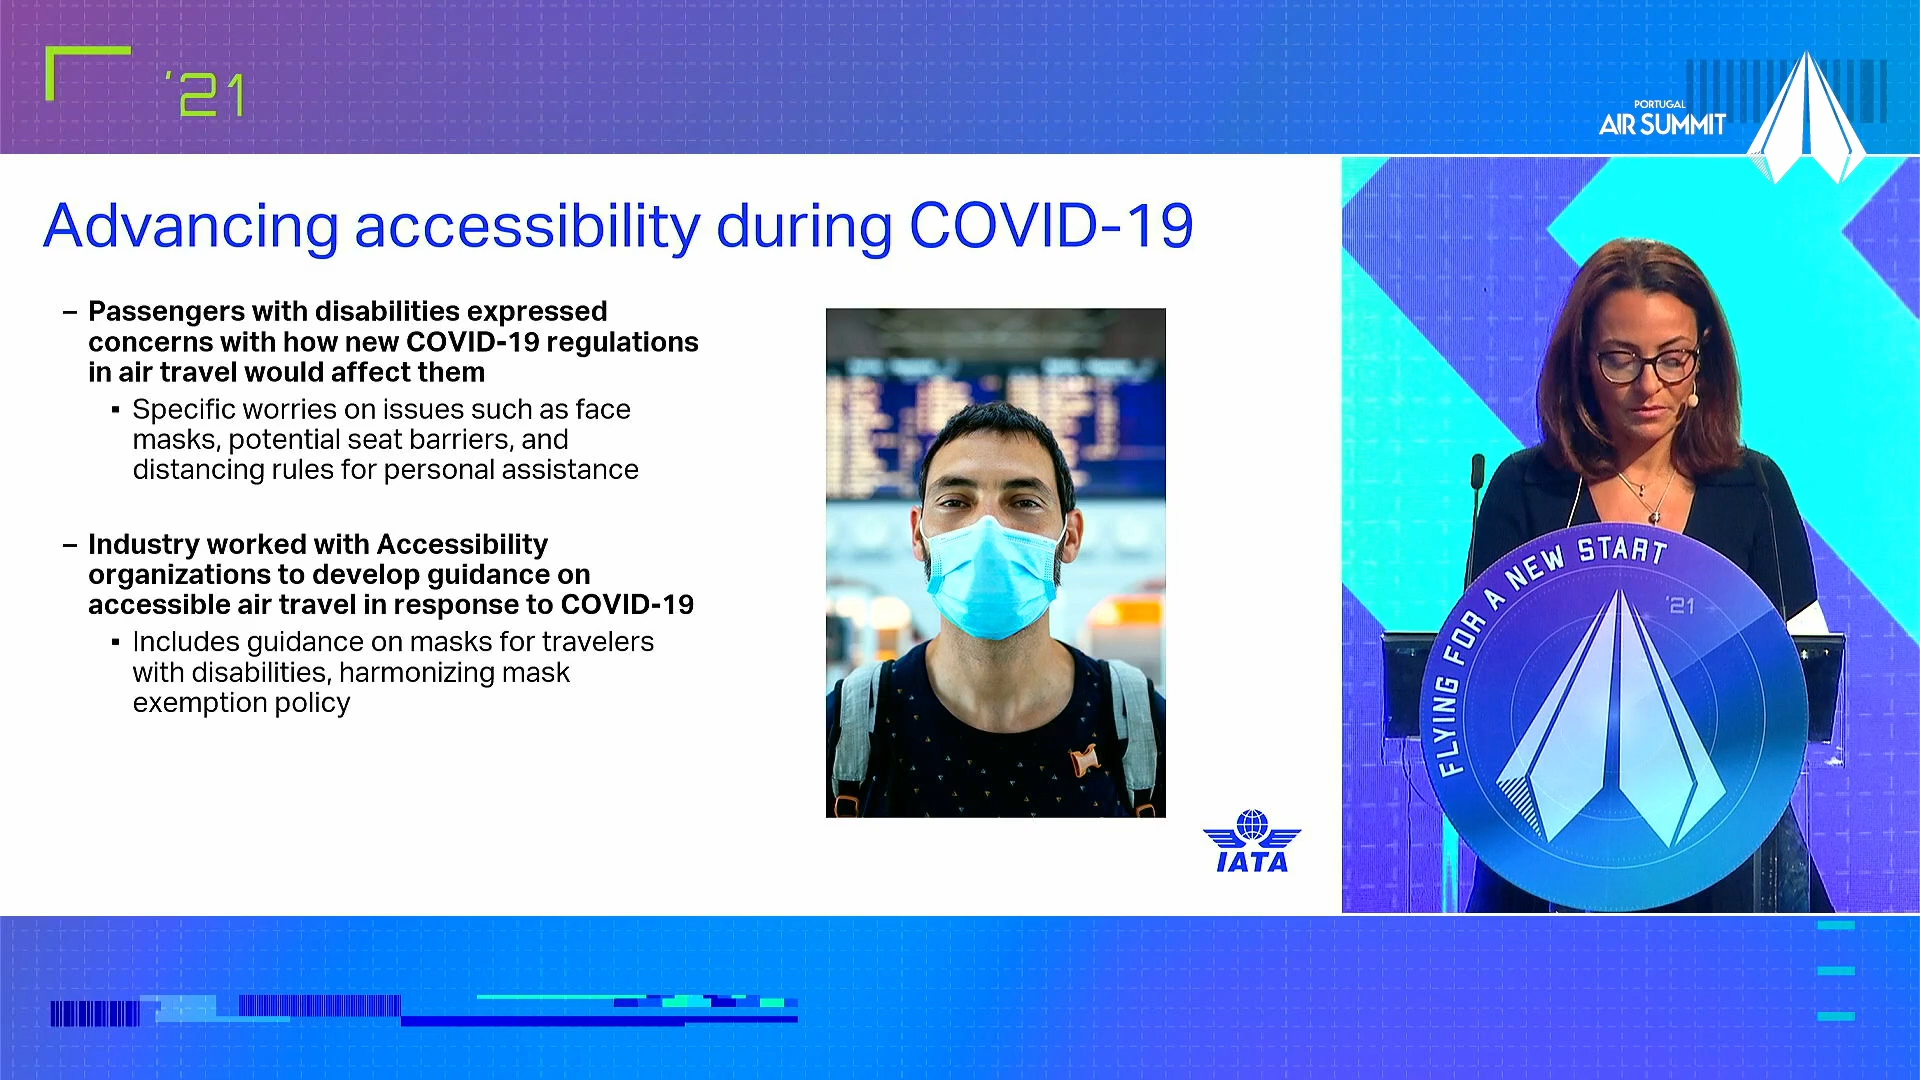 '21
PORTUGAL
AIR SUMMIT
Advancing accessibility during COVID-19
– Passengers with disabilities expressed
concerns with how new COVID-19 regulations
in air travel would affect them
▪ Specific worries on issues such as face
masks, potential seat barriers, and
distancing rules for personal assistance
– Industry worked with Accessibility
organizations to develop guidance on
accessible air travel in response to COVID-19
▪ Includes guidance on masks for travelers
with disabilities, harmonizing mask
exemption policy
IATA
FLYING FOR A NEW START
'21